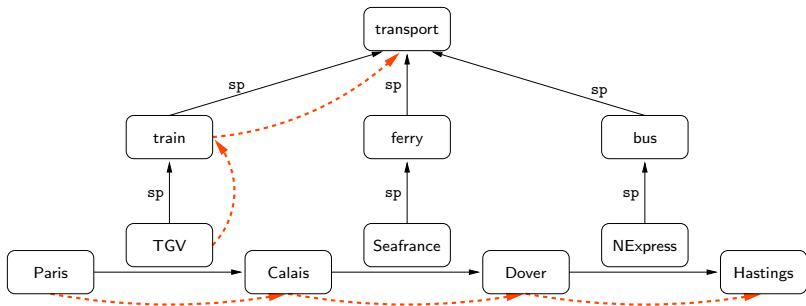 transport
sp
sp
sp
train
ferry
bus
sp
sp
sp
TGV
Seafrance
NExpress
Paris
Calais
Dover
Hastings